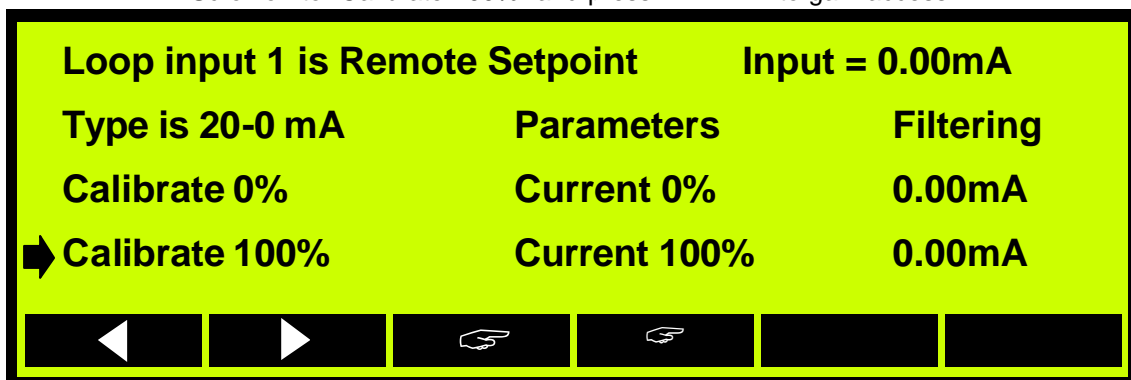 Loop input 1 is Remote Setpoint Input = 0.00mA
Type is 20-0 mA Parameters Filtering
Calibrate 0% Current 0% 0.00mA
Calibrate 100% Current 100% 0.00mA